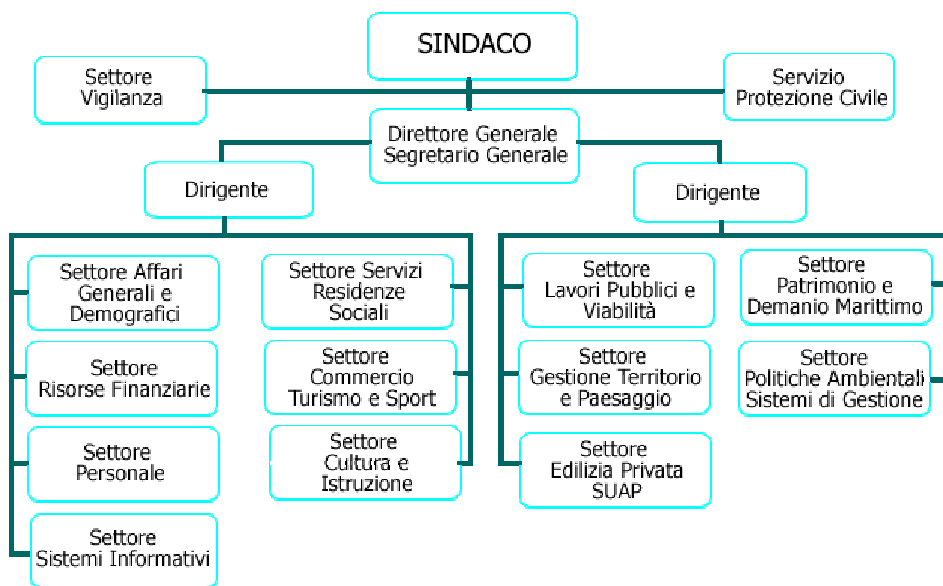 SINDACO
Settore
Vigilanza
Servizio
Protezione Civile
Direttore Generale
Segretario Generale
Dirigente
Dirigente
Settore Affari
Generali e
Demografici
Settore Servizi
Residenze
Sociali
Settore
Lavori Pubblici e
Viabilità
Settore
Patrimonio e
Demanio Marittimo
Settore
Risorse Finanziarie
Settore
Commercio
Turismo e Sport
Settore
Gestione Territorio
e Paesaggio
Settore
Politiche Ambientali
Sistemi di Gestione
Settore
Personale
Settore
Cultura e
Istruzione
Settore
Edilizia Privata
SUAP
Settore
Sistemi Informativi